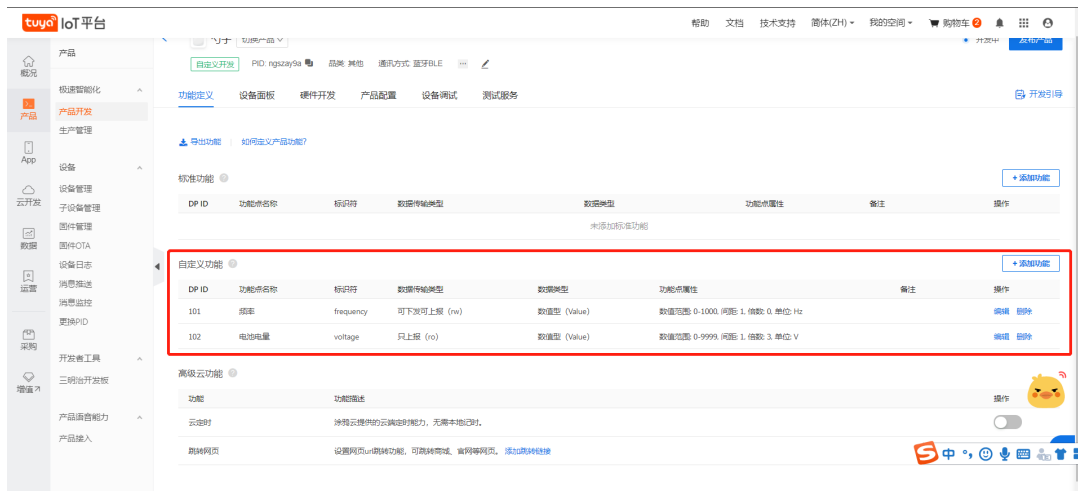 tuya IoT平台 帮助 文档 技术支持 简体(ZH) 我的空间 购物车 2
概况
产品
App
云开发
数据
运营
采购
增值
产品
极速智能化
产品开发
生产管理
设备
设备管理
子设备管理
固件管理
固件OTA
设备日志
消息推送
消息监控
更换PID
开发者工具
三明治开发板
产品语音能力
产品接入
勺子 切换产品 开发中 发布产品
自定义开发 PID: ngszay9a 品类 其他 通讯方式 蓝牙BLE ...
功能定义 设备面板 硬件开发 产品配置 设备调试 测试服务 开发引导
导出功能 如何定义产品功能?
标准功能 + 添加功能
DP ID 功能点名称 标识符 数据传输类型 数据类型 功能点属性 备注 操作
未添加标准功能
自定义功能 + 添加功能
DP ID 功能点名称 标识符 数据传输类型 数据类型 功能点属性 备注 操作
101 频率 frequency 可下发可上报（rw） 数值型（Value） 数值范围: 0-1000, 间距: 1, 倍数: 0, 单位: Hz 编辑 删除
102 电池电量 voltage 只上报（ro） 数值型（Value） 数值范围: 0-9999, 间距: 1, 倍数: 3, 单位: V 编辑 删除
高级云功能
功能 功能描述 操作
云定时 涂鸦云提供的云端定时能力，无需本地记时。
跳转网页 设置网页url跳转功能，可跳转商城，官网等网页。 添加跳转链接
S 中